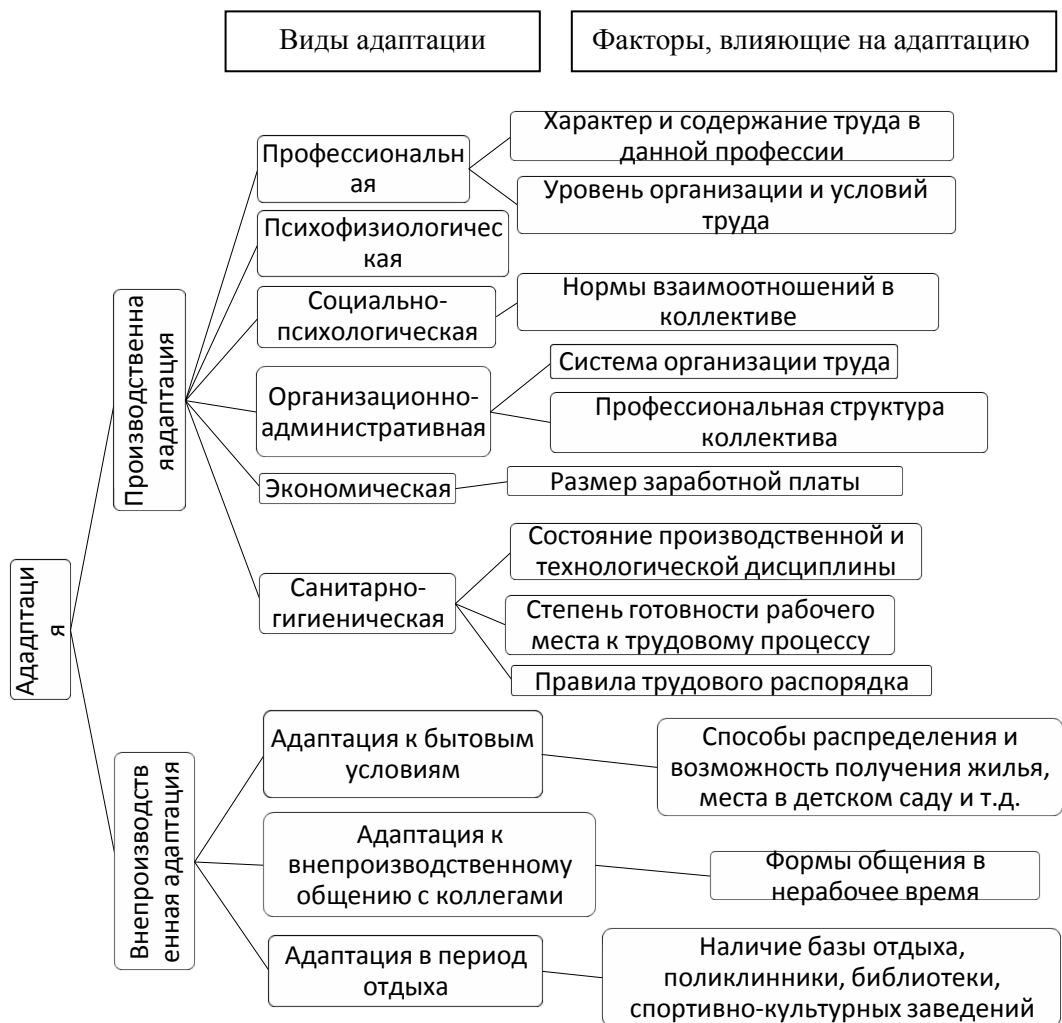 Виды адаптации
Факторы, влияющие на адаптацию
Ададптаци
я
Производственна
яадаптация
Профессиональн
ая
Характер и содержание труда в
данной профессии
Уровень организации и условий
труда
Психофизиологичес
кая
Социально-
психологическая
Нормы взаимоотношений в
коллективе
Организационно-
административная
Система организации труда
Профессиональная структура
коллектива
Экономическая
Размер заработной платы
Санитарно-
гигиеническая
Состояние производственной и
технологической дисциплины
Степень готовности рабочего
места к трудовому процессу
Правила трудового распорядка
Внепроизводств
енная адаптация
Адаптация к бытовым
условиям
Способы распределения и
возможность получения жилья,
места в детском саду и т.д.
Адаптация к
внепроизводственному
общению с коллегами
Формы общения в
нерабочее время
Адаптация в период
отдыха
Наличие базы отдыха,
поликлинники, библиотеки,
спортивно-культурных заведений